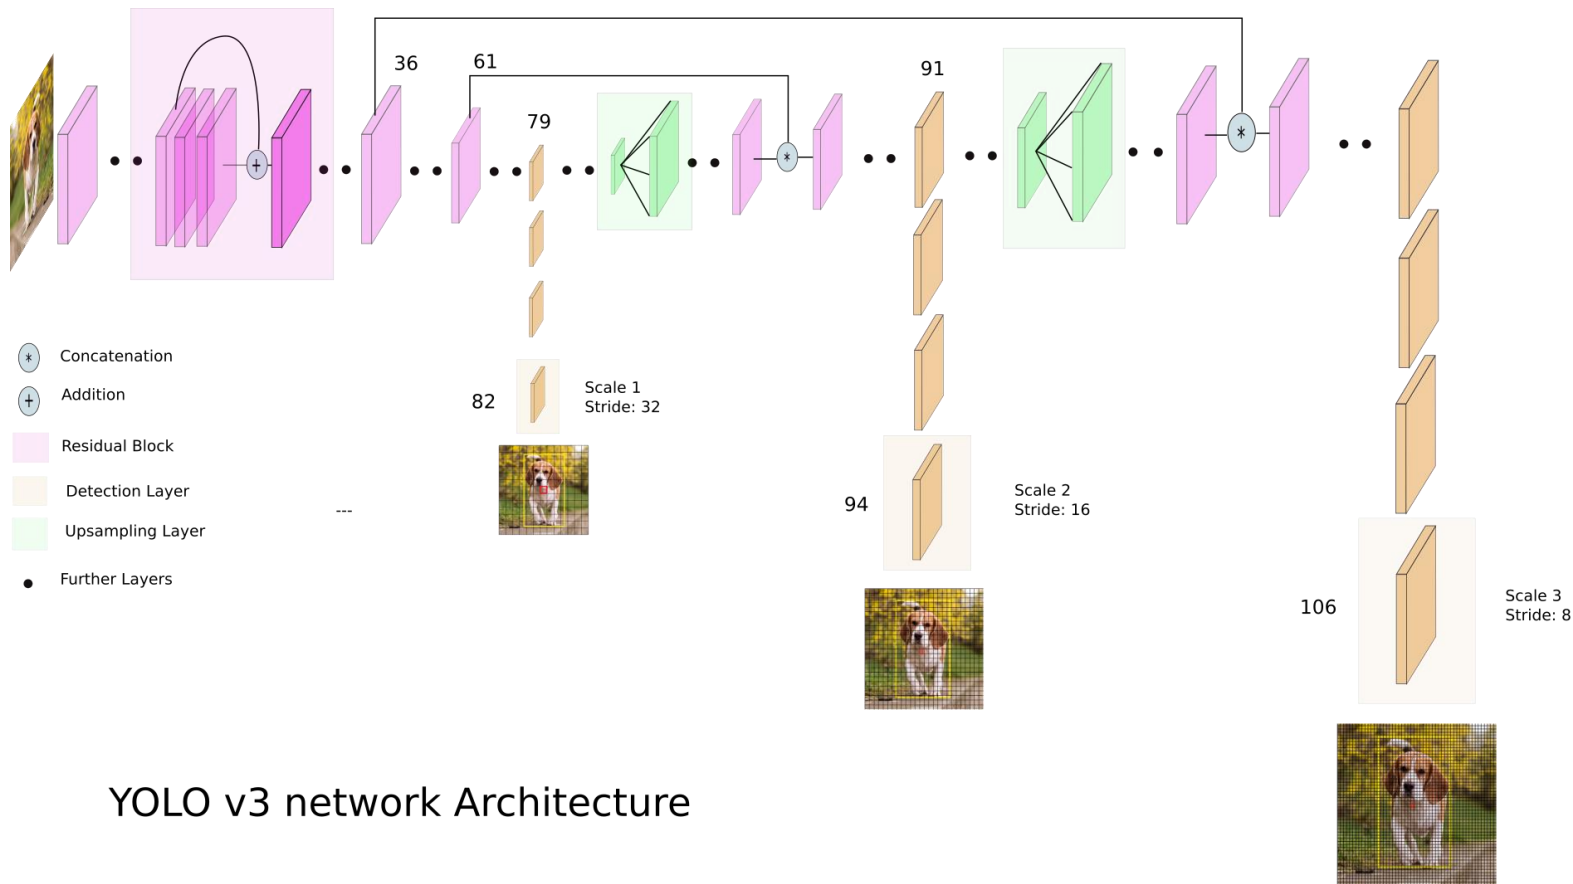 36
61
91
79
Concatenation
Addition
Residual Block
Detection Layer
Upsampling Layer
Further Layers
---
82
Scale 1
Stride: 32
94
Scale 2
Stride: 16
106
Scale 3
Stride: 8
YOLO v3 network Architecture